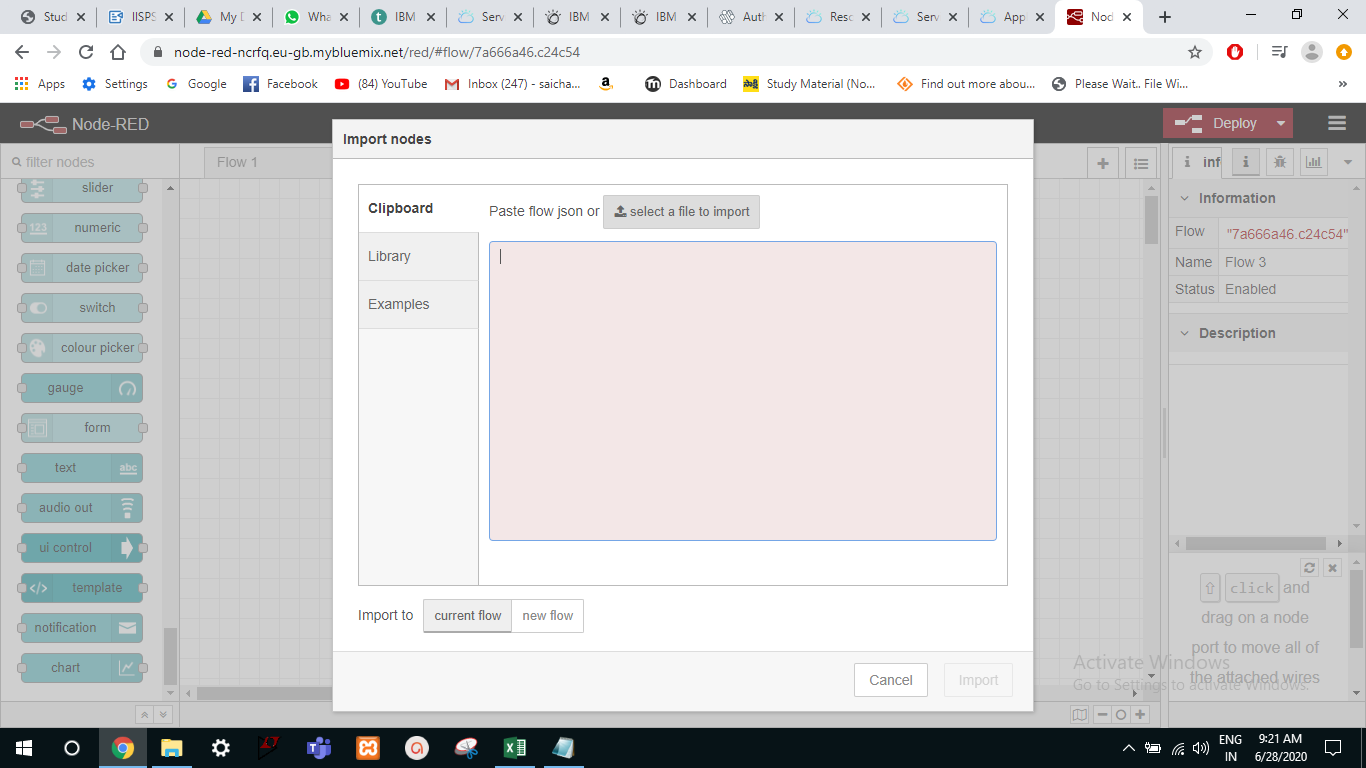 Stud
IISPS
My D
Wha
IBM
Serv
IBM
IBM
Auth
Reso
Serv
App
Nod
node-red-ncrfq.eu-gb.mybluemix.net/red/#flow/7a666a46.c24c54
Apps
Settings
Google
Facebook
(84) YouTube
Inbox (247) - saicha...
a
m
Dashboard
Study Material (No...
Find out more abou...
Please Wait.. File Wi...
»
Node-RED
Deploy
Import nodes
filter nodes
Flow 1
slider
123 numeric
date picker
switch
colour picker
gauge
form
text abc
audio out
ui control
</> template
notification
chart
Clipboard
Library
Examples
Paste flow json or
select a file to import
Import to
current flow
new flow
Cancel
Import
i inf
i
Information
Flow "7a666a46.c24c54"
Name Flow 3
Status Enabled
Description
⇧ click and
drag on a node
port to move all of
the attached wires
Activate Windows
Go to Settings to activate Windows.
ENG
IN
9:21 AM
6/28/2020